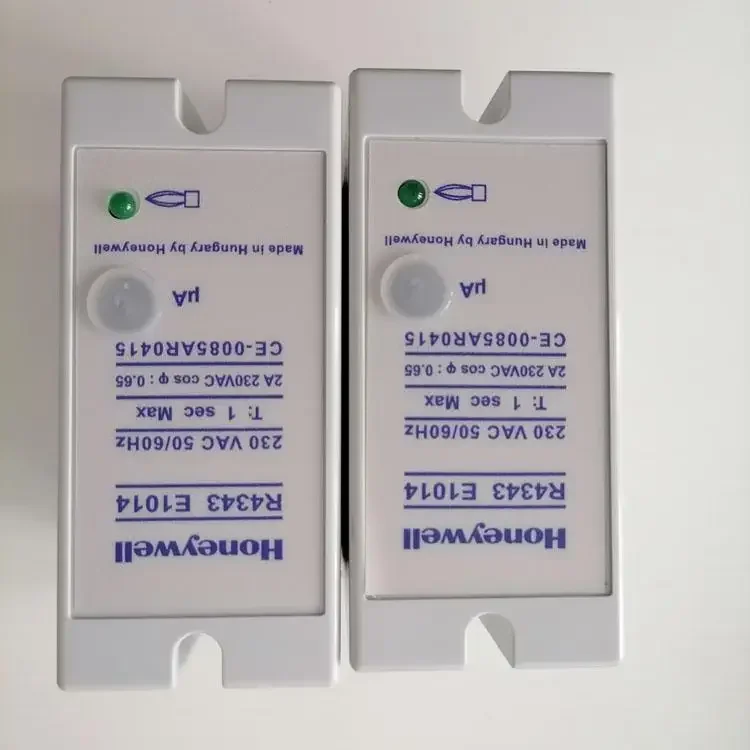 Honeywell
R4343 E1014
230 VAC 50/60Hz
T: 1 sec Max
2A 230VAC cos φ : 0.65
CE-0085AR0415
µA
Made in Hungary by Honeywell
Honeywell
R4343 E1014
230 VAC 50/60Hz
T: 1 sec Max
2A 230VAC cos φ : 0.65
CE-0085AR0415
µA
Made in Hungary by Honeywell